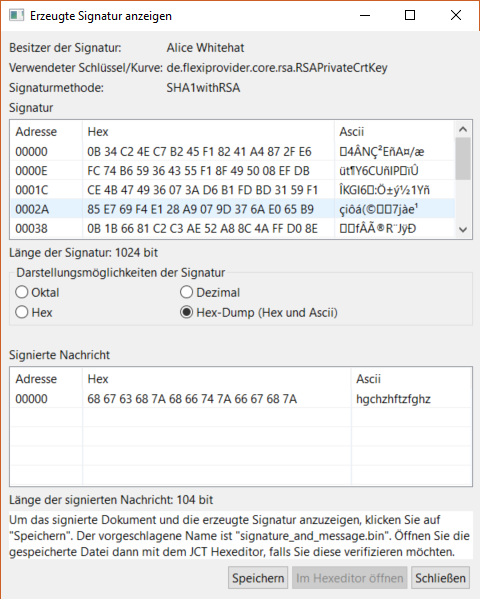 Erzeugte Signatur anzeigen
Besitzer der Signatur: Alice Whitehat
Verwendeter Schlüssel/Kurve: de.flexiprovider.core.rsa.RSAPrivateCrtKey
Signaturmethode: SHA1withRSA
Signatur
Adresse Hex Ascii
00000 0B 34 C2 4E C7 B2 45 F1 82 41 A4 87 2F E6 □4ÂNÇ²EñA¤/æ
0000E FC 74 B6 59 36 43 55 F1 8F 49 50 08 EF DB üt¶Y6CUñIP□ïÛ
0001C CE 4B 47 49 36 07 3A D6 B1 FD BD 31 59 F1 ÎKGI6□:Ö±ý½1Yñ
0002A 85 E7 69 F4 E1 28 A9 07 9D 37 6A E0 65 B9 çiôá(©□□7jàe¹
00038 0B 1B 66 81 C2 C3 AE 52 A8 8C 4A FF D0 8E □□fÂÃ®R¨JÿÐ
Länge der Signatur: 1024 bit
Darstellungsmöglichkeiten der Signatur
Oktal Dezimal
Hex Hex-Dump (Hex und Ascii)
Signierte Nachricht
Adresse Hex Ascii
00000 68 67 63 68 7A 68 66 74 7A 66 67 68 7A hgchzhftzfghz
Länge der signierten Nachricht: 104 bit
Um das signierte Dokument und die erzeugte Signatur anzuzeigen, klicken Sie auf
"Speichern". Der vorgeschlagene Name ist "signature_and_message.bin". Öffnen Sie die
gespeicherte Datei dann mit dem JCT Hexeditor, falls Sie diese verifizieren möchten.
Speichern Im Hexeditor öffnen Schließen